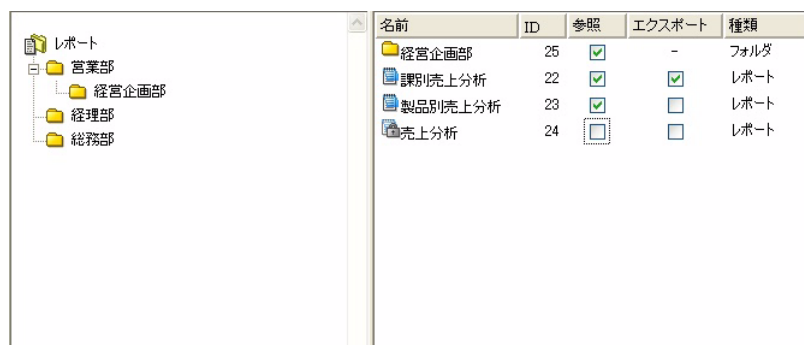 レポート
営業部
経営企画部
経理部
総務部
名前 ID 参照 エクスポート 種類
経営企画部 25 - フォルダ
課別売上分析 22 レポート
製品別売上分析 23 レポート
売上分析 24 レポート